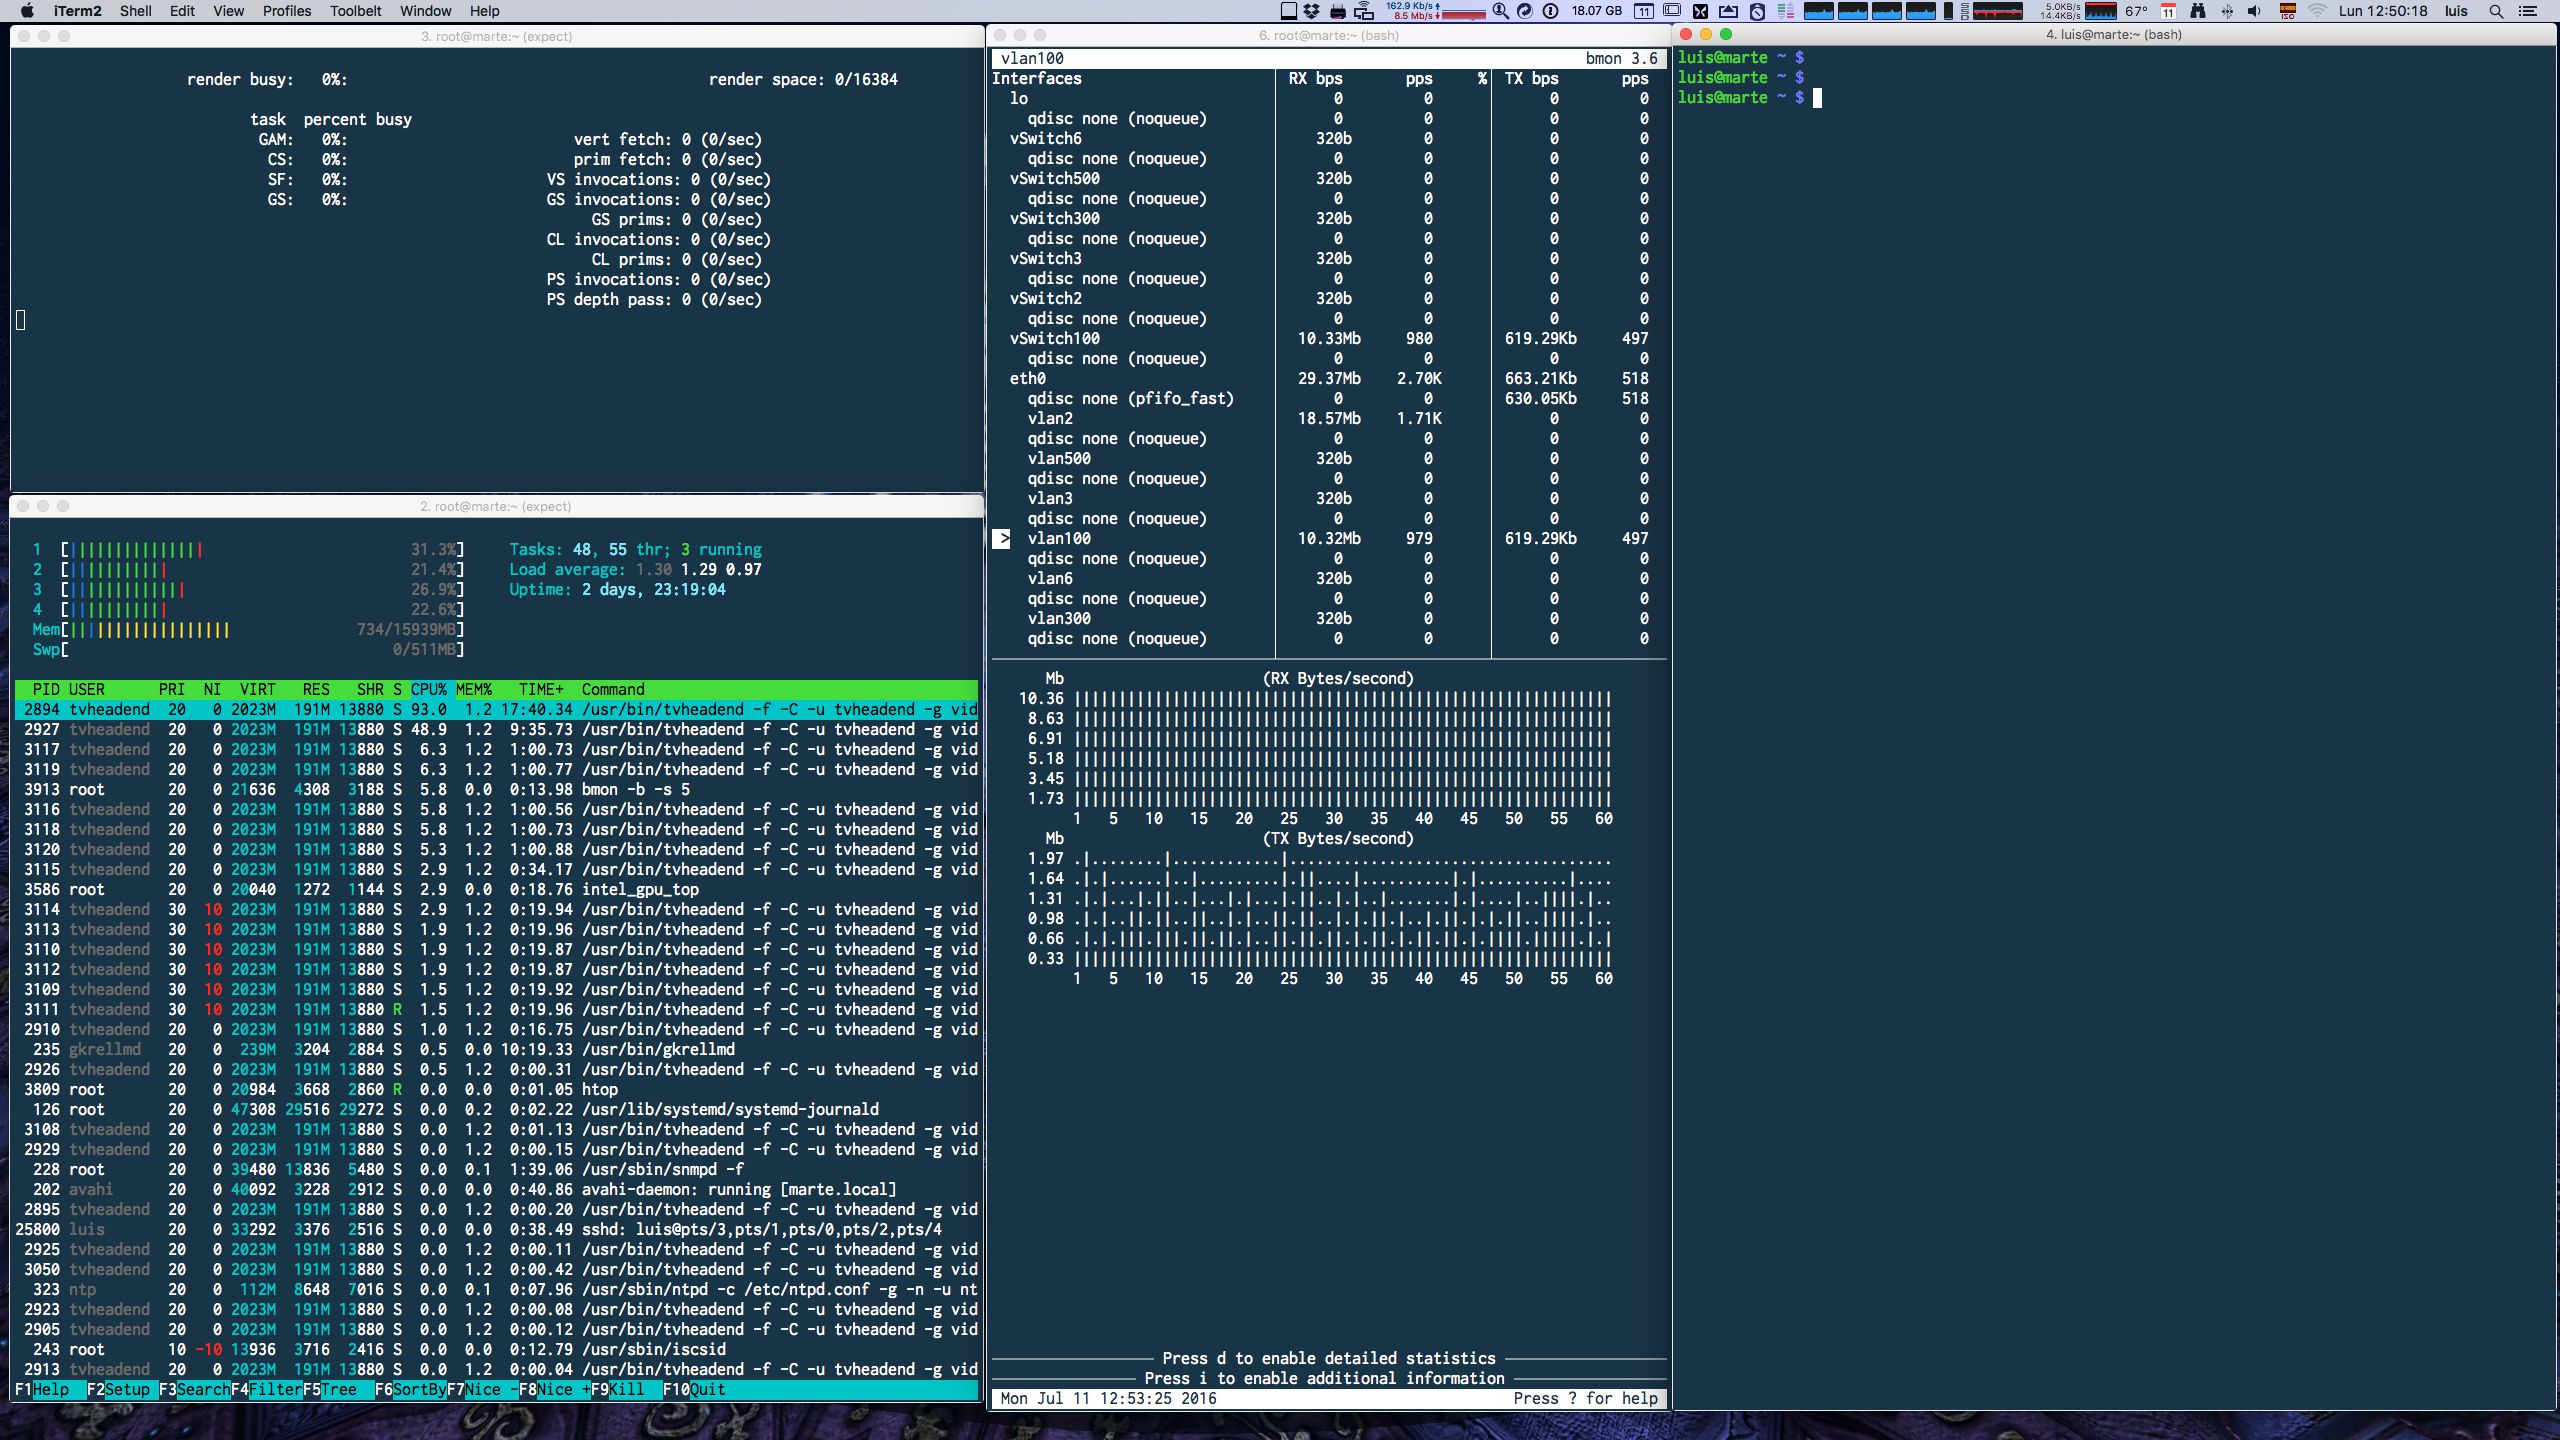 iTerm2 Shell Edit View Profiles Toolbelt Window Help 162.9 Kb/s 8.5 Mb/s 18.07 GB 11 5.0KB/s 14.4KB/s 67° 11 ISO Lun 12:50:18 luis
3. root@marte:~ (expect)
render busy: 0%: render space: 0/16384
task percent busy
GAM: 0%: vert fetch: 0 (0/sec)
CS: 0%: prim fetch: 0 (0/sec)
SF: 0%: VS invocations: 0 (0/sec)
GS: 0%: GS invocations: 0 (0/sec)
GS prims: 0 (0/sec)
CL invocations: 0 (0/sec)
CL prims: 0 (0/sec)
PS invocations: 0 (0/sec)
PS depth pass: 0 (0/sec)
2. root@marte:~ (expect)
1 [|||||||||||||||31.3%] Tasks: 48, 55 thr; 3 running
2 [|||||||||||21.4%] Load average: 1.30 1.29 0.97
3 [|||||||||||||26.9%] Uptime: 2 days, 23:19:04
4 [|||||||||||22.6%]
Mem[||||||||||||||||||734/15939MB]
Swp[0/511MB]
PID USER PRI NI VIRT RES SHR S CPU% MEM% TIME+ Command
2894 tvheadend 20 0 2023M 191M 13880 S 93.0 1.2 17:40.34 /usr/bin/tvheadend -f -C -u tvheadend -g vid
2927 tvheadend 20 0 2023M 191M 13880 S 48.9 1.2 9:35.73 /usr/bin/tvheadend -f -C -u tvheadend -g vid
3117 tvheadend 20 0 2023M 191M 13880 S 6.3 1.2 1:00.73 /usr/bin/tvheadend -f -C -u tvheadend -g vid
3119 tvheadend 20 0 2023M 191M 13880 S 6.3 1.2 1:00.77 /usr/bin/tvheadend -f -C -u tvheadend -g vid
3913 root 20 0 21636 4308 3188 S 5.8 0.0 0:13.98 bmon -b -s 5
3116 tvheadend 20 0 2023M 191M 13880 S 5.8 1.2 1:00.56 /usr/bin/tvheadend -f -C -u tvheadend -g vid
3118 tvheadend 20 0 2023M 191M 13880 S 5.8 1.2 1:00.73 /usr/bin/tvheadend -f -C -u tvheadend -g vid
3120 tvheadend 20 0 2023M 191M 13880 S 5.3 1.2 1:00.88 /usr/bin/tvheadend -f -C -u tvheadend -g vid
3115 tvheadend 20 0 2023M 191M 13880 S 2.9 1.2 0:34.17 /usr/bin/tvheadend -f -C -u tvheadend -g vid
3586 root 20 0 20040 1272 1144 S 2.9 0.0 0:18.76 intel_gpu_top
3114 tvheadend 30 10 2023M 191M 13880 S 2.9 1.2 0:19.94 /usr/bin/tvheadend -f -C -u tvheadend -g vid
3113 tvheadend 30 10 2023M 191M 13880 S 1.9 1.2 0:19.96 /usr/bin/tvheadend -f -C -u tvheadend -g vid
3110 tvheadend 30 10 2023M 191M 13880 S 1.9 1.2 0:19.87 /usr/bin/tvheadend -f -C -u tvheadend -g vid
3112 tvheadend 30 10 2023M 191M 13880 S 1.9 1.2 0:19.87 /usr/bin/tvheadend -f -C -u tvheadend -g vid
3109 tvheadend 30 10 2023M 191M 13880 S 1.5 1.2 0:19.92 /usr/bin/tvheadend -f -C -u tvheadend -g vid
3111 tvheadend 30 10 2023M 191M 13880 R 1.5 1.2 0:19.96 /usr/bin/tvheadend -f -C -u tvheadend -g vid
2910 tvheadend 20 0 2023M 191M 13880 S 1.0 1.2 0:16.75 /usr/bin/tvheadend -f -C -u tvheadend -g vid
235 gkrellmd 20 0 239M 3204 2884 S 0.5 0.0 10:19.33 /usr/bin/gkrellmd
2926 tvheadend 20 0 2023M 191M 13880 S 0.5 1.2 0:00.31 /usr/bin/tvheadend -f -C -u tvheadend -g vid
3809 root 20 0 20984 3668 2860 R 0.0 0.0 0:01.05 htop
126 root 20 0 47308 29516 29272 S 0.0 0.2 0:02.22 /usr/lib/systemd/systemd-journald
3108 tvheadend 20 0 2023M 191M 13880 S 0.0 1.2 0:01.13 /usr/bin/tvheadend -f -C -u tvheadend -g vid
2929 tvheadend 20 0 2023M 191M 13880 S 0.0 1.2 0:00.15 /usr/bin/tvheadend -f -C -u tvheadend -g vid
228 root 20 0 39480 13836 5480 S 0.0 0.1 1:39.06 /usr/sbin/snmpd -f
202 avahi 20 0 40092 3228 2912 S 0.0 0.0 0:40.86 avahi-daemon: running [marte.local]
2895 tvheadend 20 0 2023M 191M 13880 S 0.0 1.2 0:00.20 /usr/bin/tvheadend -f -C -u tvheadend -g vid
25800 luis 20 0 33292 3376 2516 S 0.0 0.0 0:38.49 sshd: luis@pts/3,pts/1,pts/0,pts/2,pts/4
2925 tvheadend 20 0 2023M 191M 13880 S 0.0 1.2 0:00.11 /usr/bin/tvheadend -f -C -u tvheadend -g vid
3050 tvheadend 20 0 2023M 191M 13880 S 0.0 1.2 0:00.42 /usr/bin/tvheadend -f -C -u tvheadend -g vid
323 ntp 20 0 112M 8648 7016 S 0.0 0.1 0:07.96 /usr/sbin/ntpd -c /etc/ntpd.conf -g -n -u nt
2923 tvheadend 20 0 2023M 191M 13880 S 0.0 1.2 0:00.08 /usr/bin/tvheadend -f -C -u tvheadend -g vid
2905 tvheadend 20 0 2023M 191M 13880 S 0.0 1.2 0:00.12 /usr/bin/tvheadend -f -C -u tvheadend -g vid
243 root 10 -10 13936 3716 2416 S 0.0 0.0 0:12.79 /usr/sbin/iscsid
2913 tvheadend 20 0 2023M 191M 13880 S 0.0 1.2 0:00.04 /usr/bin/tvheadend -f -C -u tvheadend -g vid
F1Help F2Setup F3SearchF4FilterF5Tree F6SortByF7Nice -F8Nice +F9Kill F10Quit
6. root@marte:~ (bash)
vlan100 bmon 3.6
Interfaces RX bps pps % TX bps pps
lo 0 0 0 0
qdisc none (noqueue) 0 0 0 0
vSwitch6 320b 0 0 0
qdisc none (noqueue) 0 0 0 0
vSwitch500 320b 0 0 0
qdisc none (noqueue) 0 0 0 0
vSwitch300 320b 0 0 0
qdisc none (noqueue) 0 0 0 0
vSwitch3 320b 0 0 0
qdisc none (noqueue) 0 0 0 0
vSwitch2 320b 0 0 0
qdisc none (noqueue) 0 0 0 0
vSwitch100 10.33Mb 980 619.29Kb 497
qdisc none (noqueue) 0 0 0 0
eth0 29.37Mb 2.70K 663.21Kb 518
qdisc none (pfifo_fast) 0 0 630.05Kb 518
vlan2 18.57Mb 1.71K 0 0
qdisc none (noqueue) 0 0 0 0
vlan500 320b 0 0 0
qdisc none (noqueue) 0 0 0 0
vlan3 320b 0 0 0
qdisc none (noqueue) 0 0 0 0
> vlan100 10.32Mb 979 619.29Kb 497
qdisc none (noqueue) 0 0 0 0
vlan6 320b 0 0 0
qdisc none (noqueue) 0 0 0 0
vlan300 320b 0 0 0
qdisc none (noqueue) 0 0 0 0
Mb (RX Bytes/second)
10.36
8.63
6.91
5.18
3.45
1.73
1 5 10 15 20 25 30 35 40 45 50 55 60
Mb (TX Bytes/second)
1.97
1.64
1.31
0.98
0.66
0.33
1 5 10 15 20 25 30 35 40 45 50 55 60
Press d to enable detailed statistics
Press i to enable additional information
Mon Jul 11 12:53:25 2016 Press ? for help
4. luis@marte:~ (bash)
luis@marte ~ $
luis@marte ~ $
luis@marte ~ $